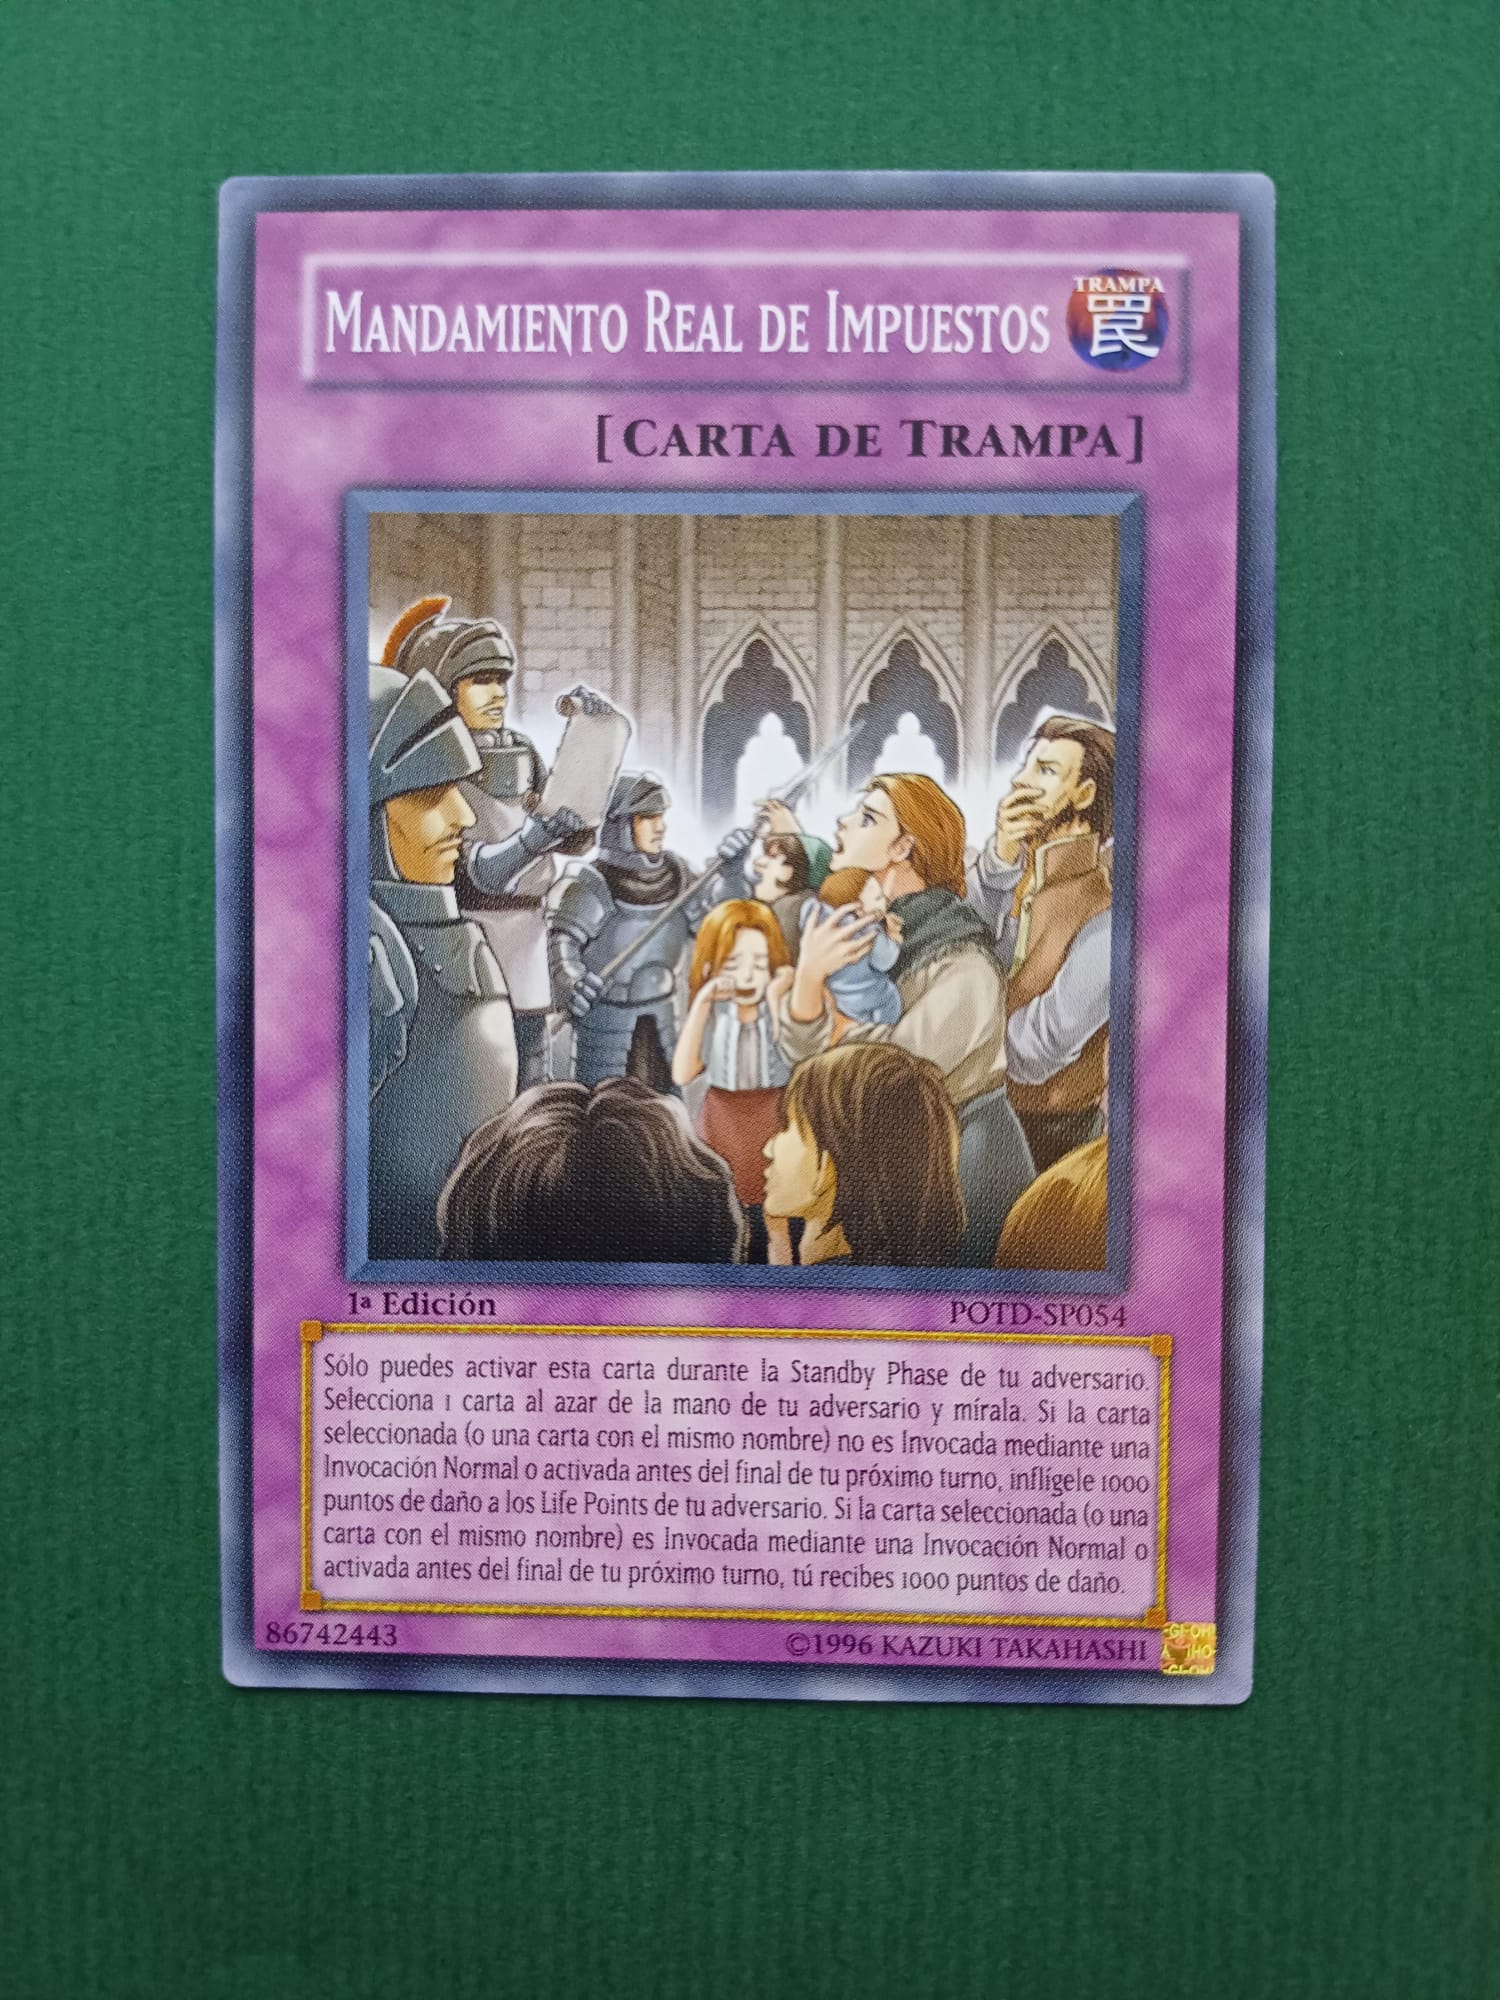 MANDAMIENTO REAL DE IMPUESTOS
TRAMPA
罠
[CARTA DE TRAMPA]
1ª Edición
POTD-SP054
Sólo puedes activar esta carta durante la Standby Phase de tu adversario.
Selecciona 1 carta al azar de la mano de tu adversario y mírala. Si la carta
seleccionada (o una carta con el mismo nombre) no es Invocada mediante una
Invocación Normal o activada antes del final de tu próximo turno, inflígele 1000
puntos de daño a los Life Points de tu adversario. Si la carta seleccionada (o una
carta con el mismo nombre) es Invocada mediante una Invocación Normal o
activada antes del final de tu próximo turno, tú recibes 1000 puntos de daño.
86742443
©1996 KAZUKI TAKAHASHI